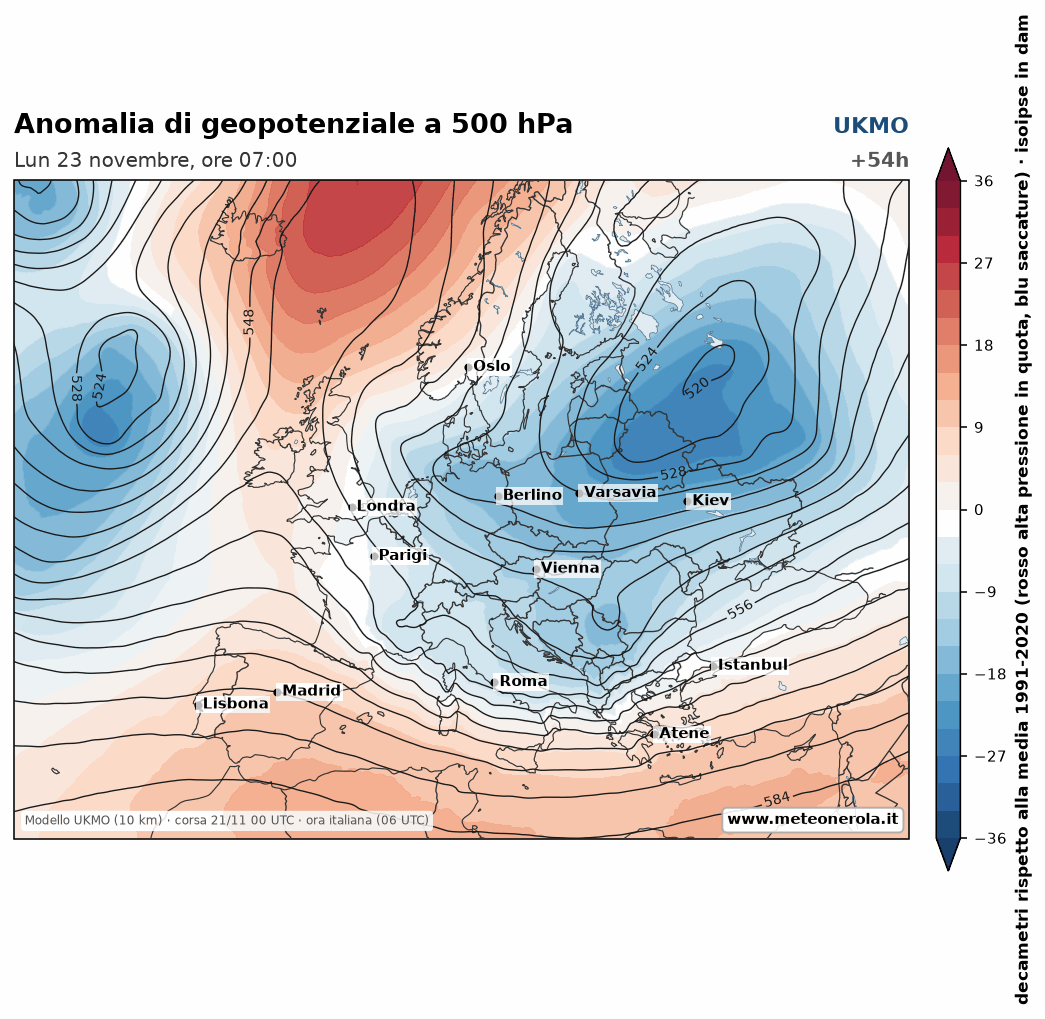 Anomalia di geopotenziale a 500 hPa
UKMO
Lun 23 novembre, ore 07:00
+54h
548
528
524
524
520
528
556
584
Oslo
Londra
Berlino
Varsavia
Kiev
Parigi
Vienna
Istanbul
Roma
Madrid
Lisbona
Atene
Modello UKMO (10 km) · corsa 21/11 00 UTC · ora italiana (06 UTC)
www.meteonerola.it
36
27
18
9
0
−9
−18
−27
−36
decametri rispetto alla media 1991-2020 (rosso alta pressione in quota, blu saccature) · isoipse in dam